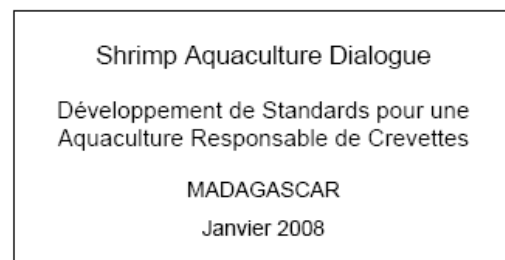 Shrimp Aquaculture Dialogue
Développement de Standards pour une
Aquaculture Responsable de Crevettes
MADAGASCAR
Janvier 2008